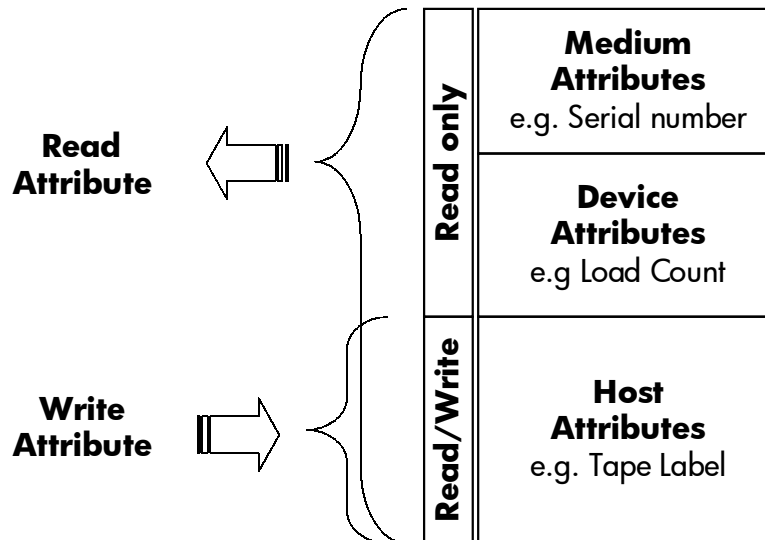 Read
Attribute
Write
Attribute
Read only
Read/Write
Medium
Attributes
e.g. Serial number
Device
Attributes
e.g Load Count
Host
Attributes
e.g. Tape Label